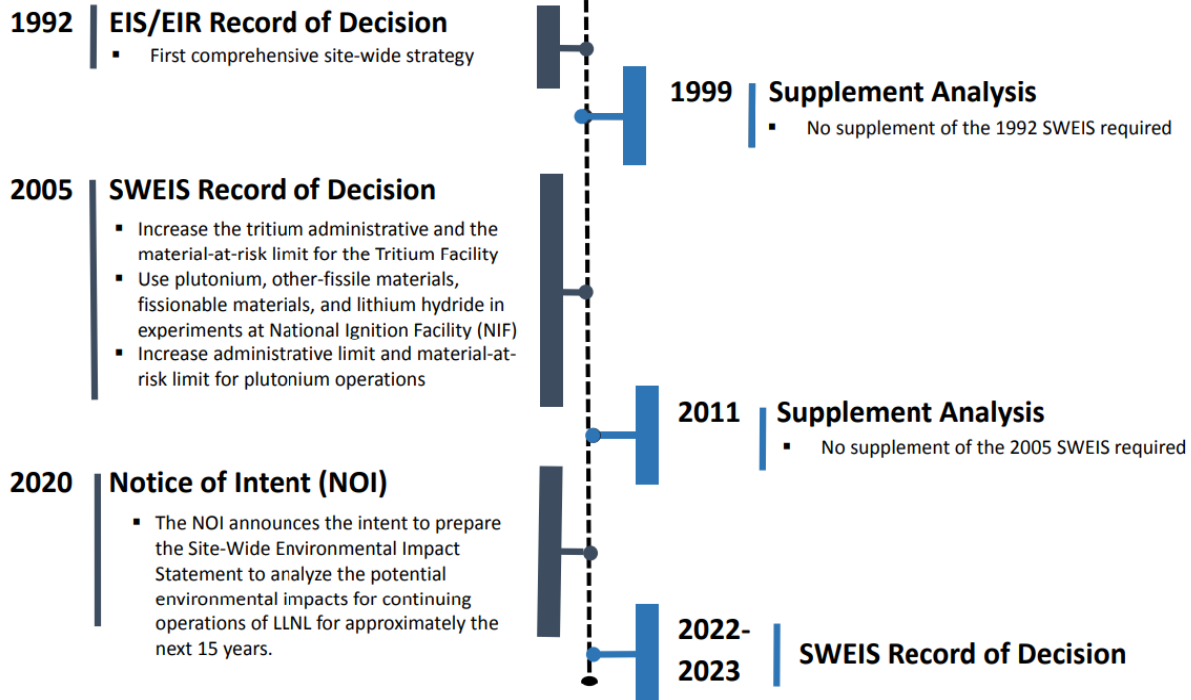 1992
EIS/EIR Record of Decision
▪ First comprehensive site-wide strategy
1999
Supplement Analysis
▪ No supplement of the 1992 SWEIS required
2005
SWEIS Record of Decision
▪ Increase the tritium administrative and the
material-at-risk limit for the Tritium Facility
▪ Use plutonium, other-fissile materials,
fissionable materials, and lithium hydride in
experiments at National Ignition Facility (NIF)
▪ Increase administrative limit and material-at-
risk limit for plutonium operations
2011
Supplement Analysis
▪ No supplement of the 2005 SWEIS required
2020
Notice of Intent (NOI)
▪ The NOI announces the intent to prepare
the Site-Wide Environmental Impact
Statement to analyze the potential
environmental impacts for continuing
operations of LLNL for approximately the
next 15 years.
2022-
2023
SWEIS Record of Decision